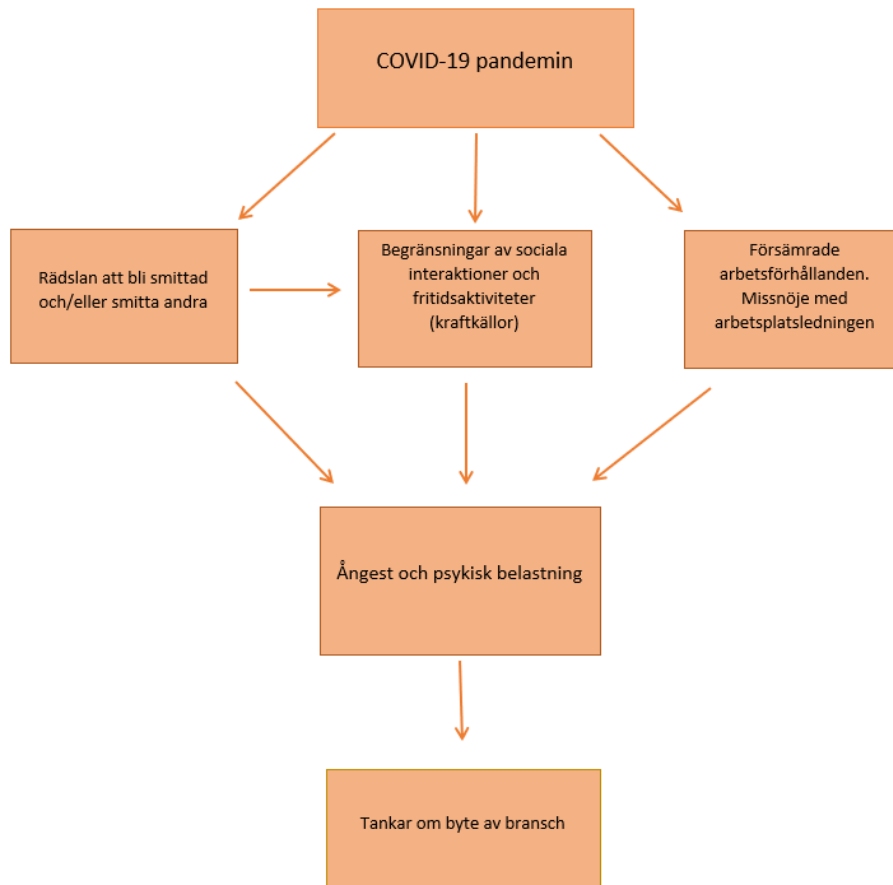 COVID-19 pandemin
Rädslan att bli smittad
och/eller smitta andra
Begränsningar av sociala
interaktioner och
fritidsaktiviteter
(kraftkällor)
Försämrade
arbetsförhållanden.
Missnöje med
arbetsplatsledningen
Ångest och psykisk belastning
Tankar om byte av bransch